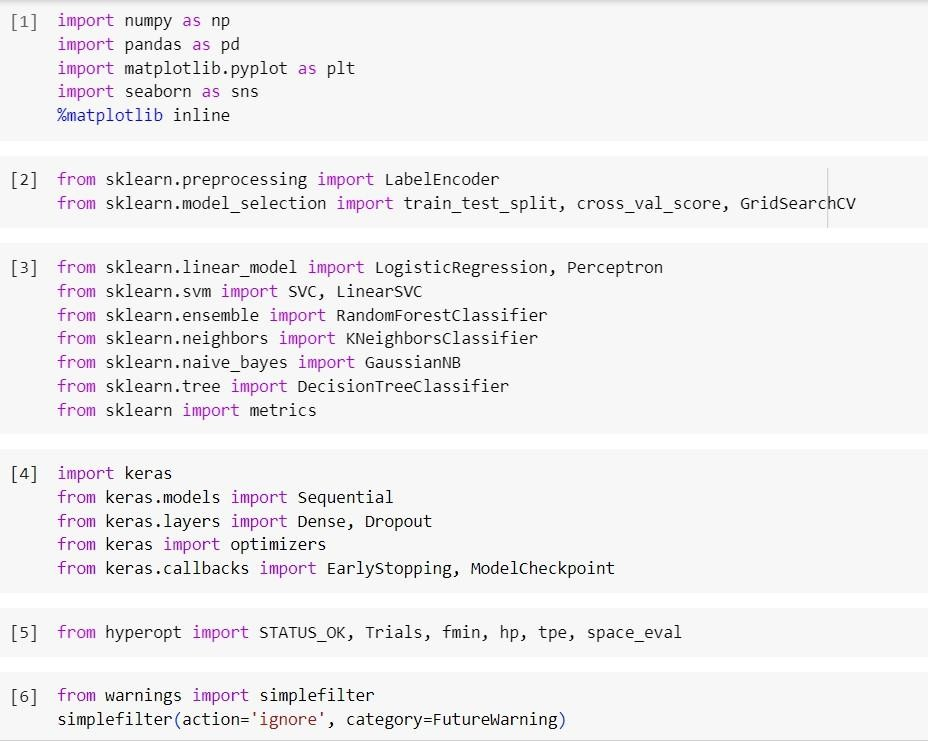 [1] import numpy as np
import pandas as pd
import matplotlib.pyplot as plt
import seaborn as sns
%matplotlib inline
[2] from sklearn.preprocessing import LabelEncoder
from sklearn.model_selection import train_test_split, cross_val_score, GridSearchCV
[3] from sklearn.linear_model import LogisticRegression, Perceptron
from sklearn.svm import SVC, LinearSVC
from sklearn.ensemble import RandomForestClassifier
from sklearn.neighbors import KNeighborsClassifier
from sklearn.naive_bayes import GaussianNB
from sklearn.tree import DecisionTreeClassifier
from sklearn import metrics
[4] import keras
from keras.models import Sequential
from keras.layers import Dense, Dropout
from keras import optimizers
from keras.callbacks import EarlyStopping, ModelCheckpoint
[5] from hyperopt import STATUS_OK, Trials, fmin, hp, tpe, space_eval
[6] from warnings import simplefilter
simplefilter(action='ignore', category=FutureWarning)